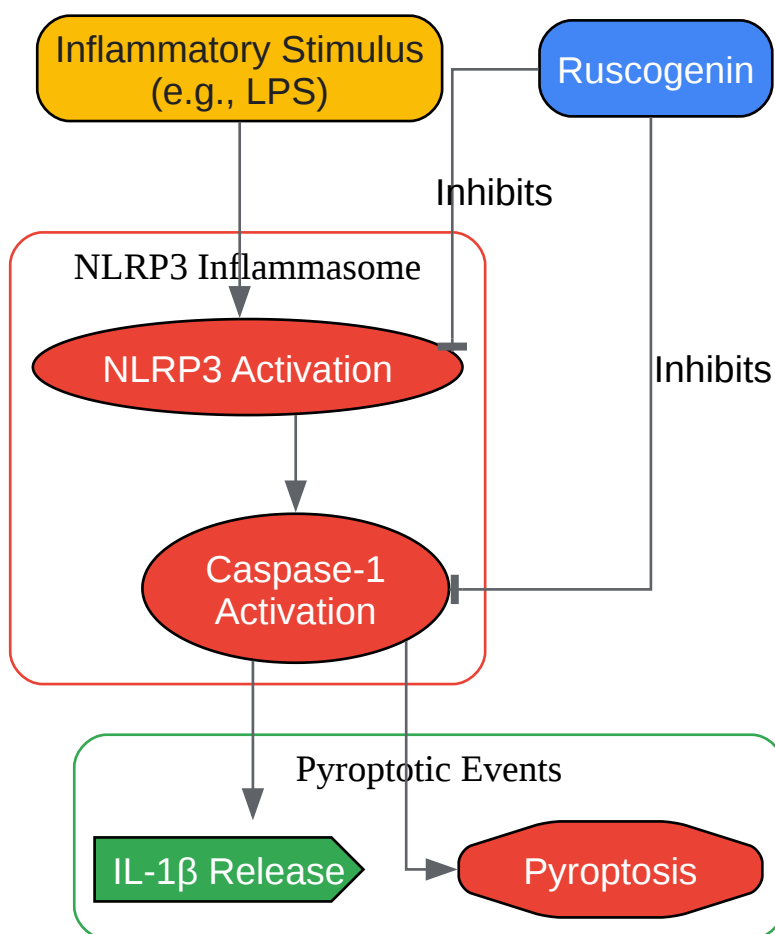 Inflammatory Stimulus
(e.g., LPS)
Ruscogenin
Inhibits
NLRP3 Inflammasome
NLRP3 Activation
Inhibits
Caspase-1
Activation
Pyroptotic Events
IL-1β Release
Pyroptosis